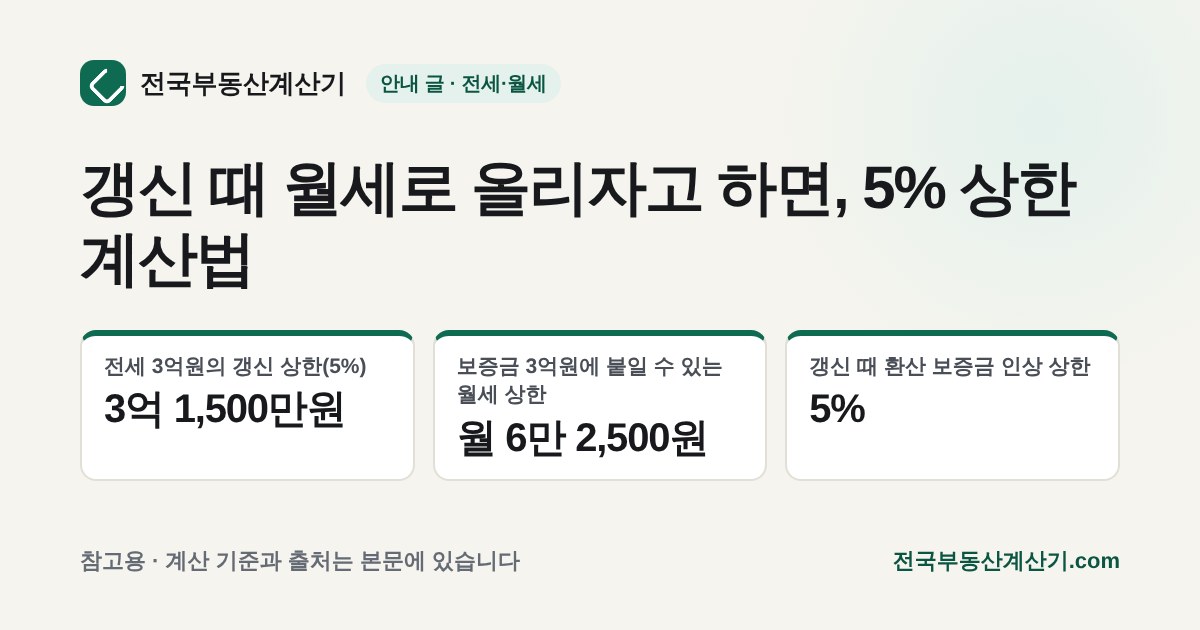 전국부동산계산기
안내 글 · 전세·월세
갱신 때 월세로 올리자고 하면, 5% 상한
계산법
전세 3억원의 갱신 상한(5%)
3억 1,500만원
보증금 3억원에 붙일 수 있는
월세 상한
월 6만 2,500원
갱신 때 환산 보증금 인상 상한
5%
참고용 · 계산 기준과 출처는 본문에 있습니다
전국부동산계산기.com